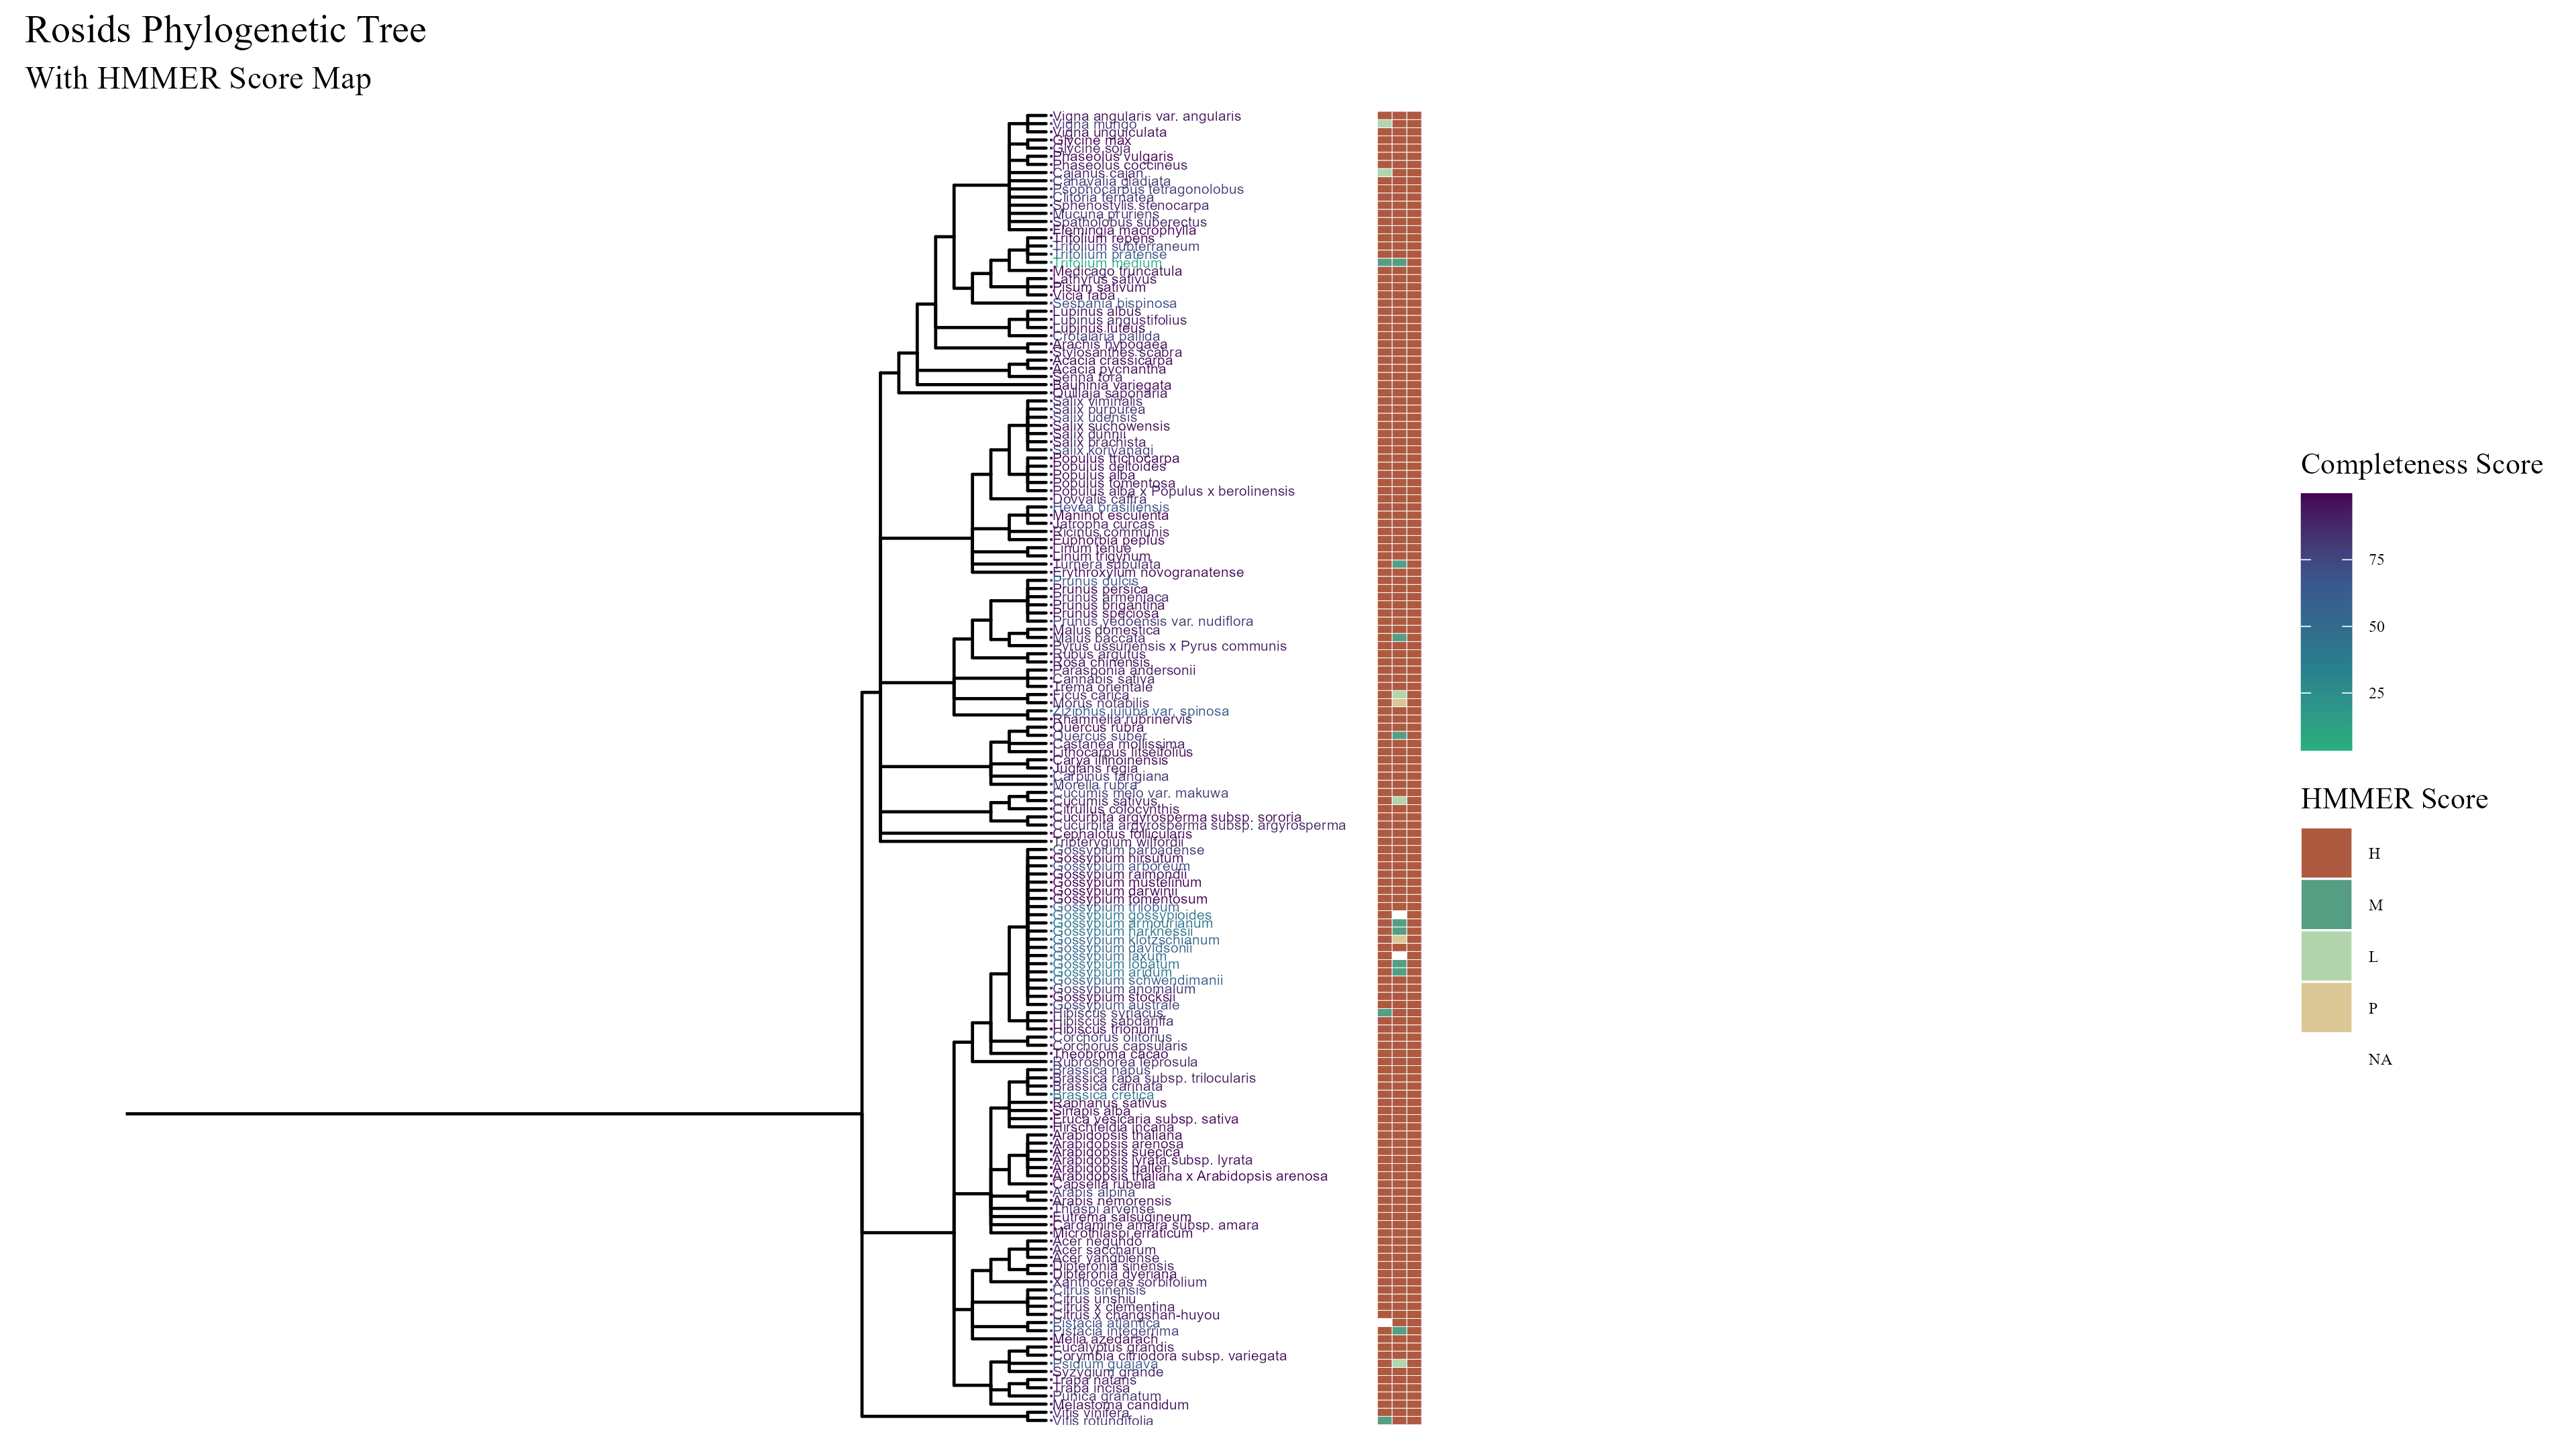 Rosids Phylogenetic Tree
With HMMER Score Map
Vigna angularis var. angularis
Vigna mungo
Vigna unguiculata
Glycine max
Glycine soja
Phaseolus vulgaris
Phaseolus coccineus
Cajanus cajan
Canavalia gladiata
Psophocarpus tetragonolobus
Clitoria ternatea
Sphenostylis stenocarpa
Mucuna pruriens
Spatholobus suberectus
Flemingia macrophylla
Trifolium repens
Trifolium subterraneum
Trifolium pratense
Trifolium medium
Medicago truncatula
Lathyrus sativus
Pisum sativum
Vicia faba
Sesbania bispinosa
Lupinus albus
Lupinus angustifolius
Lupinus luteus
Crotalaria pallida
Arachis hypogaea
Stylosanthes scabra
Acacia crassicarpa
Acacia pycnantha
Senna tora
Bauhinia variegata
Quillaja saponaria
Salix viminalis
Salix purpurea
Salix udensis
Salix suchowensis
Salix dunnii
Salix brachista
Salix koriyanagi
Populus trichocarpa
Populus deltoides
Populus alba
Populus tomentosa
Populus alba x Populus x berolinensis
Dovyalis caffra
Hevea brasiliensis
Manihot esculenta
Jatropha curcas
Ricinus communis
Euphorbia peplus
Linum tenue
Linum trigynum
Turnera subulata
Erythroxylum novogranatense
Prunus dulcis
Prunus persica
Prunus armeniaca
Prunus brigantina
Prunus speciosa
Prunus yedoensis var. nudiflora
Malus domestica
Malus baccata
Pyrus ussuriensis x Pyrus communis
Rubus argutus
Rosa chinensis
Parasponia andersonii
Cannabis sativa
Trema orientale
Ficus carica
Morus notabilis
Ziziphus jujuba var. spinosa
Rhamnella rubrinervis
Quercus rubra
Quercus suber
Castanea mollissima
Lithocarpus litseifolius
Carya illinoinensis
Juglans regia
Carpinus fangiana
Morella rubra
Cucumis melo var. makuwa
Cucumis sativus
Citrullus colocynthis
Cucurbita argyrosperma subsp. sororia
Cucurbita argyrosperma subsp. argyrosperma
Cephalotus follicularis
Tripterygium wilfordii
Gossypium barbadense
Gossypium hirsutum
Gossypium arboreum
Gossypium raimondii
Gossypium mustelinum
Gossypium darwinii
Gossypium tomentosum
Gossypium trilobum
Gossypium gossypioides
Gossypium armourianum
Gossypium harknessii
Gossypium klotzschianum
Gossypium davidsonii
Gossypium laxum
Gossypium lobatum
Gossypium aridum
Gossypium schwendimanii
Gossypium anomalum
Gossypium stocksii
Gossypium australe
Hibiscus syriacus
Hibiscus sabdariffa
Hibiscus trionum
Corchorus olitorius
Corchorus capsularis
Theobroma cacao
Rubroshorea leprosula
Brassica napus
Brassica rapa subsp. trilocularis
Brassica carinata
Brassica cretica
Raphanus sativus
Sinapis alba
Eruca vesicaria subsp. sativa
Hirschfeldia incana
Arabidopsis thaliana
Arabidopsis arenosa
Arabidopsis suecica
Arabidopsis lyrata subsp. lyrata
Arabidopsis halleri
Arabidopsis thaliana x Arabidopsis arenosa
Capsella rubella
Arabis alpina
Arabis nemorensis
Thlaspi arvense
Eutrema salsugineum
Cardamine amara subsp. amara
Microthlaspi erraticum
Acer negundo
Acer saccharum
Acer yangbiense
Dipteronia sinensis
Dipteronia dyeriana
Xanthoceras sorbifolium
Citrus sinensis
Citrus unshiu
Citrus x clementina
Citrus x changshan-huyou
Pistacia atlantica
Pistacia integerrima
Melia azedarach
Eucalyptus grandis
Corymbia citriodora subsp. variegata
Psidium guajava
Syzygium grande
Trapa natans
Trapa incisa
Punica granatum
Melastoma candidum
Vitis vinifera
Vitis rotundifolia
Completeness Score
75
50
25
HMMER Score
H
M
L
P
NA